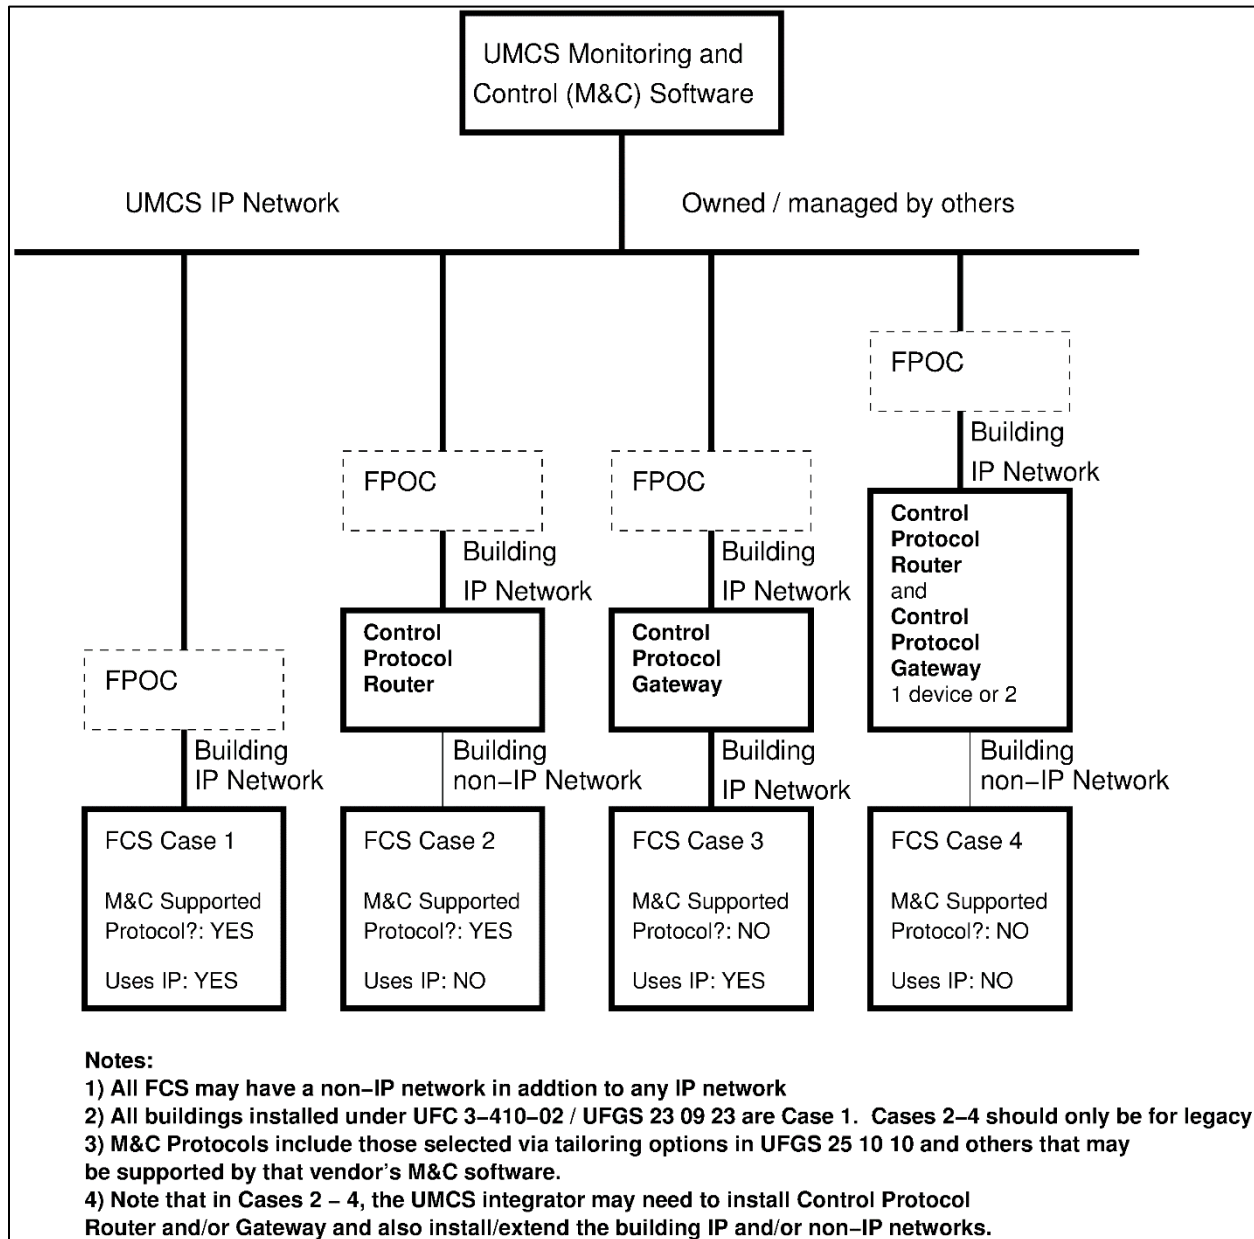 UMCS Monitoring and
Control (M&C) Software
UMCS IP Network
Owned / managed by others
FPOC
Building
IP Network
Control
Protocol
Router
and
Control
Protocol
Gateway
1 device or 2
FPOC
Building
IP Network
Control
Protocol
Router
FPOC
Building
IP Network
Control
Protocol
Gateway
FPOC
Building
IP Network
Building
non-IP Network
Building
IP Network
Building
non-IP Network
FCS Case 1
M&C Supported
Protocol?: YES
Uses IP: YES
FCS Case 2
M&C Supported
Protocol?: YES
Uses IP: NO
FCS Case 3
M&C Supported
Protocol?: NO
Uses IP: YES
FCS Case 4
M&C Supported
Protocol?: NO
Uses IP: NO
Notes:
1) All FCS may have a non-IP network in addtion to any IP network
2) All buildings installed under UFC 3-410-02 / UFGS 23 09 23 are Case 1. Cases 2-4 should only be for legacy
3) M&C Protocols include those selected via tailoring options in UFGS 25 10 10 and others that may
be supported by that vendor's M&C software.
4) Note that in Cases 2 - 4, the UMCS integrator may need to install Control Protocol
Router and/or Gateway and also install/extend the building IP and/or non-IP networks.